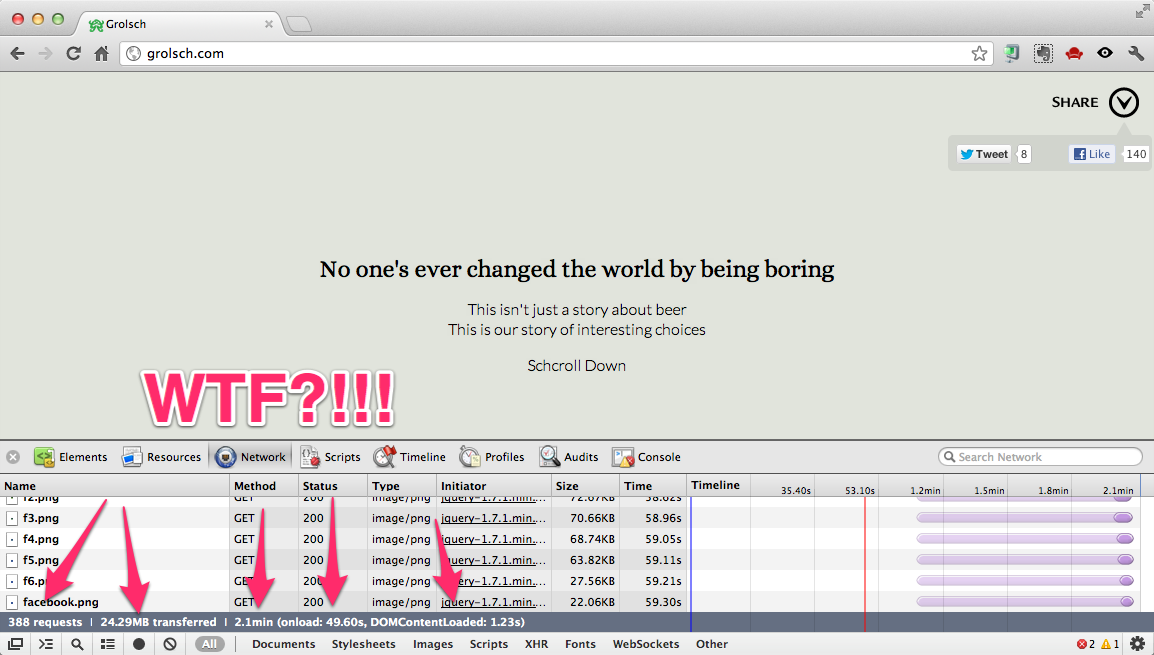 Grolsch
grolsch.com
SHARE
Tweet 8 Like 140
No one's ever changed the world by being boring
This isn't just a story about beer
This is our story of interesting choices
Schcroll Down
WTF?!!!
Elements Resources Network Scripts Timeline Profiles Audits Console Search Network
Name Method Status Type Initiator Size Time Timeline 35.40s 53.10s 1.2min 1.5min 1.8min 2.1min
f2.png GET 200 image/png jquery-1.7.1.min.... 72.67KB 58.62s
f3.png GET 200 image/png jquery-1.7.1.min.... 70.66KB 58.96s
f4.png GET 200 image/png jquery-1.7.1.min.... 68.74KB 59.05s
f5.png GET 200 image/png jquery-1.7.1.min.... 63.82KB 59.11s
f6.png GET 200 image/png jquery-1.7.1.min.... 27.56KB 59.21s
facebook.png GET 200 image/png jquery-1.7.1.min.... 22.06KB 59.30s
388 requests | 24.29MB transferred | 2.1min (onload: 49.60s, DOMContentLoaded: 1.23s)
All Documents Stylesheets Images Scripts XHR Fonts WebSockets Other 2 1